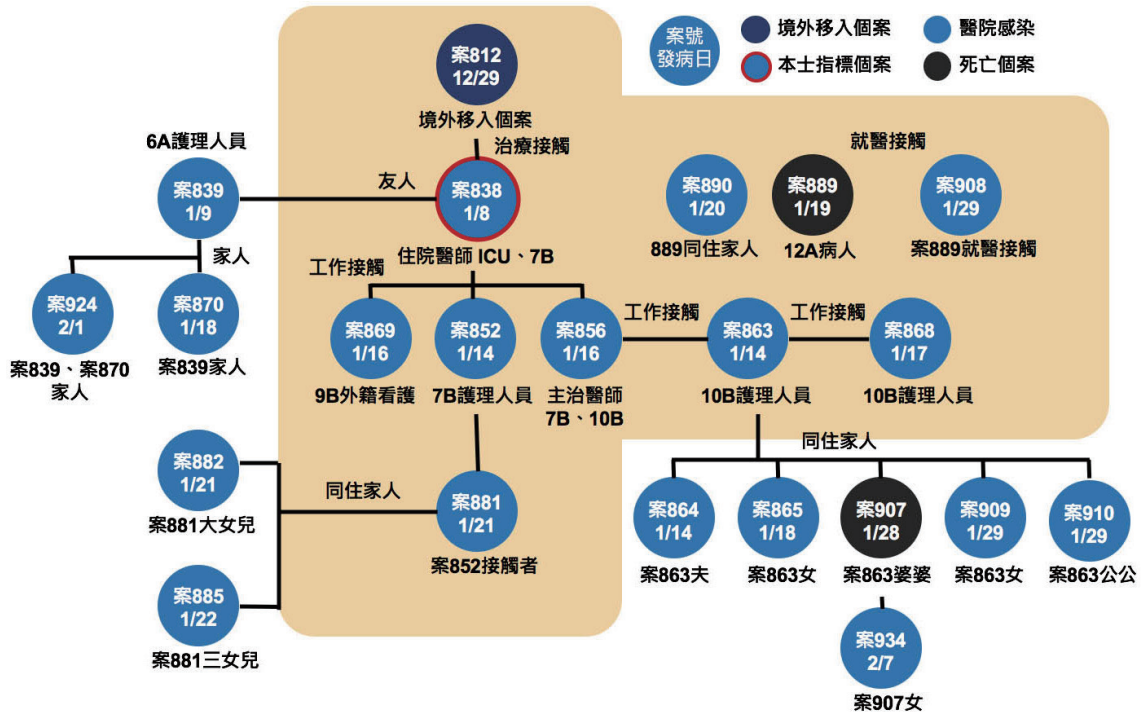 案號
發病日
境外移入個案
醫院感染
本士指標個案
死亡個案
案812
12/29
境外移入個案
治療接觸
6A護理人員
案839
1/9
友人
案838
1/8
住院醫師 ICU、7B
就醫接觸
案890
1/20
889同住家人
案889
1/19
12A病人
案908
1/29
案889就醫接觸
家人
案924
2/1
案839、案870
家人
案870
1/18
案839家人
工作接觸
案869
1/16
9B外籍看護
案852
1/14
7B護理人員
案856
1/16
主治醫師
7B、10B
工作接觸
案863
1/14
10B護理人員
工作接觸
案868
1/17
10B護理人員
案882
1/21
案881大女兒
同住家人
案881
1/21
案852接觸者
案885
1/22
案881三女兒
同住家人
案864
1/14
案863夫
案865
1/18
案863女
案907
1/28
案863婆婆
案909
1/29
案863女
案910
1/29
案863公公
案934
2/7
案907女